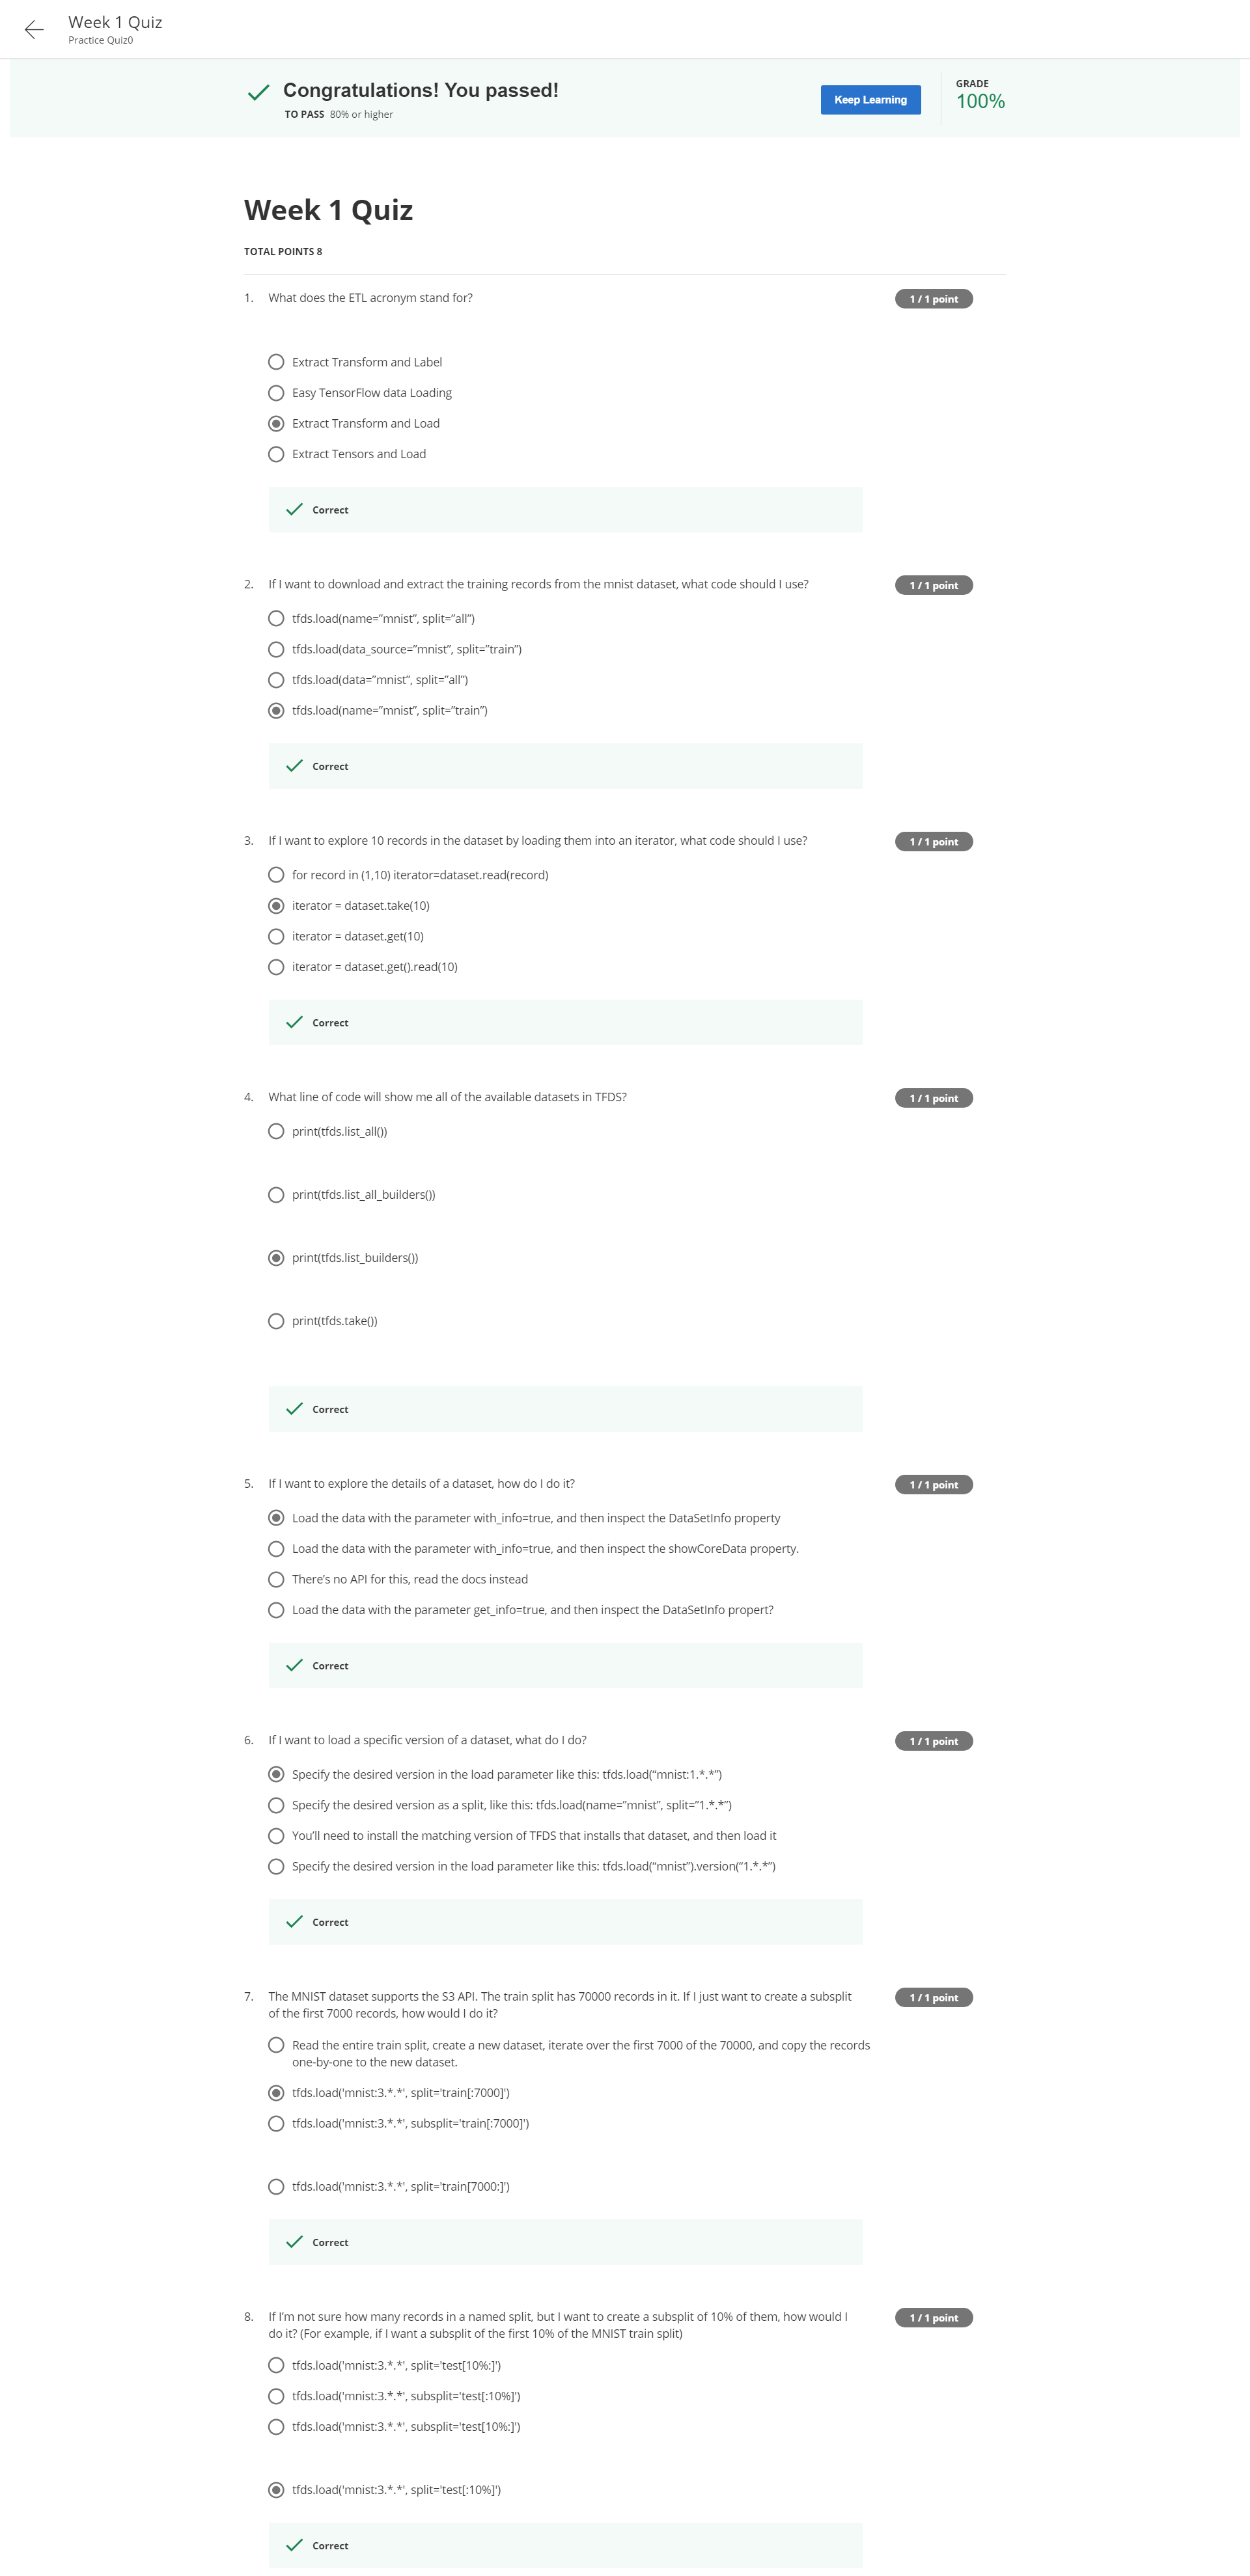 Week 1 Quiz
Practice Quiz0
Congratulations! You passed!
TO PASS 80% or higher
Keep Learning
GRADE
100%
Week 1 Quiz
TOTAL POINTS 8
1. What does the ETL acronym stand for?
1 / 1 point
Extract Transform and Label
Easy TensorFlow data Loading
Extract Transform and Load
Extract Tensors and Load
Correct
2. If I want to download and extract the training records from the mnist dataset, what code should I use?
1 / 1 point
tfds.load(name=”mnist”, split=”all”)
tfds.load(data_source=”mnist”, split=”train”)
tfds.load(data=”mnist”, split=”all”)
tfds.load(name=”mnist”, split=”train”)
Correct
3. If I want to explore 10 records in the dataset by loading them into an iterator, what code should I use?
1 / 1 point
for record in (1,10) iterator=dataset.read(record)
iterator = dataset.take(10)
iterator = dataset.get(10)
iterator = dataset.get().read(10)
Correct
4. What line of code will show me all of the available datasets in TFDS?
1 / 1 point
print(tfds.list_all())
print(tfds.list_all_builders())
print(tfds.list_builders())
print(tfds.take())
Correct
5. If I want to explore the details of a dataset, how do I do it?
1 / 1 point
Load the data with the parameter with_info=true, and then inspect the DataSetInfo property
Load the data with the parameter with_info=true, and then inspect the showCoreData property.
There’s no API for this, read the docs instead
Load the data with the parameter get_info=true, and then inspect the DataSetInfo propert?
Correct
6. If I want to load a specific version of a dataset, what do I do?
1 / 1 point
Specify the desired version in the load parameter like this: tfds.load(“mnist:1.*.*”)
Specify the desired version as a split, like this: tfds.load(name=”mnist”, split=”1.*.*”)
You’ll need to install the matching version of TFDS that installs that dataset, and then load it
Specify the desired version in the load parameter like this: tfds.load(“mnist”).version(“1.*.*”)
Correct
7. The MNIST dataset supports the S3 API. The train split has 70000 records in it. If I just want to create a subsplit
of the first 7000 records, how would I do it?
1 / 1 point
Read the entire train split, create a new dataset, iterate over the first 7000 of the 70000, and copy the records
one-by-one to the new dataset.
tfds.load('mnist:3.*.*', split='train[:7000]')
tfds.load('mnist:3.*.*', subsplit='train[:7000]')
tfds.load('mnist:3.*.*', split='train[7000:]')
Correct
8. If I’m not sure how many records in a named split, but I want to create a subsplit of 10% of them, how would I
do it? (For example, if I want a subsplit of the first 10% of the MNIST train split)
1 / 1 point
tfds.load('mnist:3.*.*', split='test[10%:]')
tfds.load('mnist:3.*.*', subsplit='test[:10%]')
tfds.load('mnist:3.*.*', subsplit='test[10%:]')
tfds.load('mnist:3.*.*', split='test[:10%]')
Correct